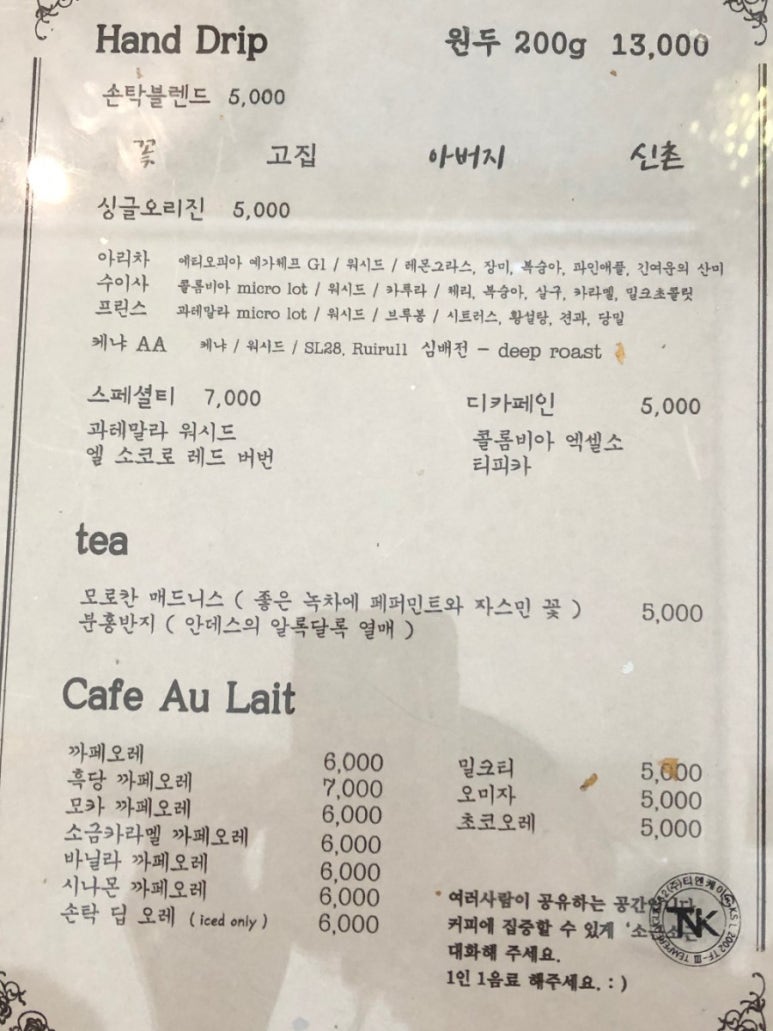 Hand Drip 원두 200g 13,000
손탁블렌드 5,000
꽃 고집 아버지 신촌
싱글오리진 5,000
아리차 에티오피아 예가체프 G1 / 워시드 / 레몬그라스, 장미, 복숭아, 파인애플, 긴여운의 산미
수이사 콜롬비아 micro lot / 워시드 / 카투라 / 체리, 복숭아, 살구, 카라멜, 밀크초콜릿
프린스 과테말라 micro lot / 워시드 / 브루봉 / 시트러스, 황설탕, 견과, 당밀
케냐 AA 케냐 / 워시드 / SL28, Ruiru11 심배전 - deep roast
스페셜티 7,000
과테말라 워시드
엘 소코로 레드 버번
디카페인 5,000
콜롬비아 엑셀소
티피카
tea
모로칸 매드니스 ( 좋은 녹차에 페퍼민트와 자스민 꽃 ) 5,000
분홍반지 ( 안데스의 알록달록 열매 )
Cafe Au Lait
까페오레 6,000
흑당 까페오레 7,000
모카 까페오레 6,000
소금카라멜 까페오레 6,000
바닐라 까페오레 6,000
시나몬 까페오레 6,000
손탁 딥 오레 ( iced only ) 6,000
밀크티 5,000
오미자 5,000
초코오레 5,000
여러사람이 공유하는 공간입니다
커피에 집중할 수 있게 '소근소근'
대화해 주세요.
1인 1음료 해주세요. : )
TNK